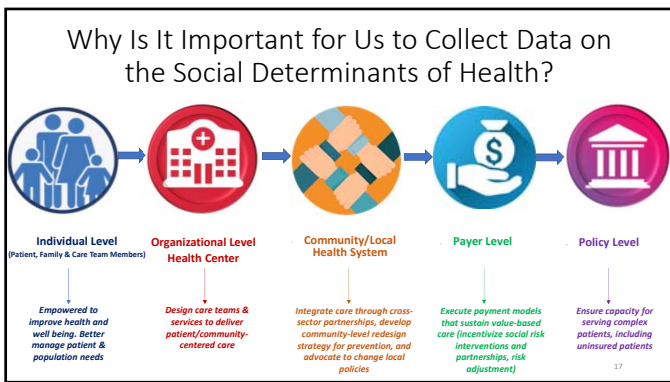 Why Is It Important for Us to Collect Data on
the Social Determinants of Health?
$
Individual Level
(Patient, Family & Care Team Members)
Empowered to
improve health and
well being. Better
manage patient &
population needs
Organizational Level
Health Center
Design care teams &
services to deliver
patient/community-
centered care
Community/Local
Health System
Integrate care through cross-
sector partnerships, develop
community-level redesign
strategy for prevention, and
advocate to change local
policies
Payer Level
Execute payment models
that sustain value-based
care (incentivize social risk
interventions and
partnerships, risk
adjustment)
Policy Level
Ensure capacity for
serving complex
patients, including
uninsured patients
17